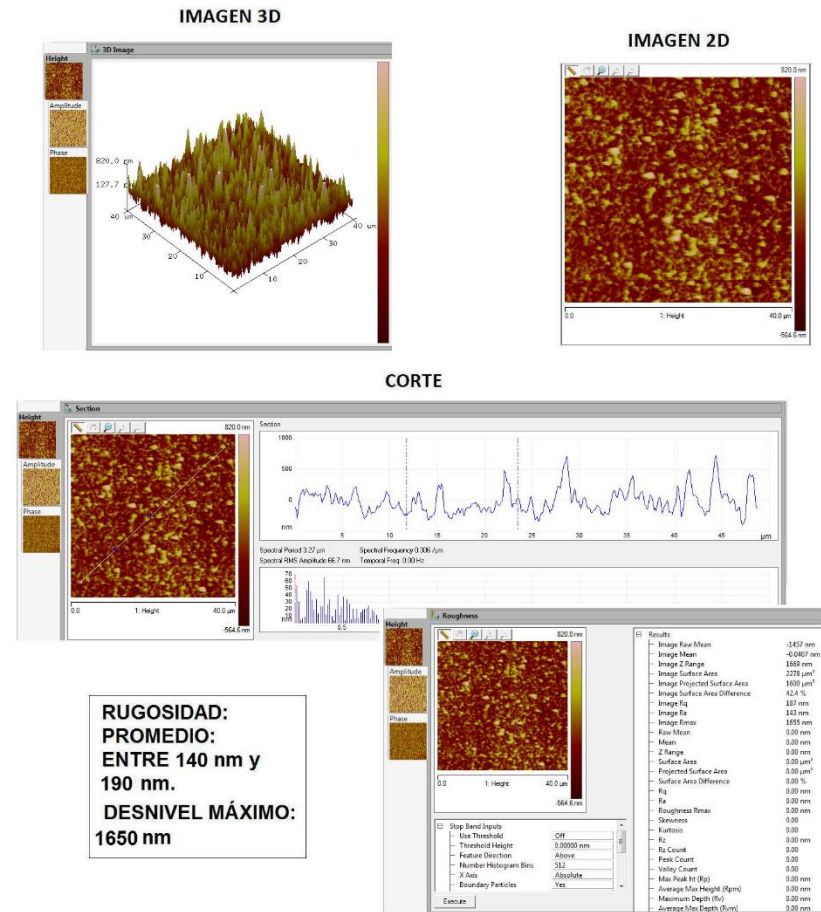 IMAGEN 3D
3D Image
Height
Amplitude
Phase
820.0 nm
127.7 nm
40 um
30
20
10
10
20
30
40 um
IMAGEN 2D
820.0 nm
0.0
1: Height
40.0 µm
-564.6 nm
CORTE
Section
Height
Amplitude
Phase
820.0 nm
0.0
1: Height
40.0 µm
-564.6 nm
Section
1000
500
0
nm
5
10
15
20
25
30
35
40
45
µm
Spectral Period 3.27 µm Spectral Frequency 0.306 /µm
Spectral RMS Amplitude 66.7 nm Temporal Freq: 0.00 Hz
70
60
50
40
30
20
10
nm
0.5
Roughness
Height
Amplitude
Phase
820.0 nm
0.0
1: Height
40.0 µm
-564.6 nm
Stop Band Inputs
Use Threshold Off
Threshold Height 0.00000 nm
Feature Direction Above
Number Histogram Bins 512
X Axis Absolute
Boundary Particles Yes
Execute
Results
Image Raw Mean -1457 nm
Image Mean -0.0407 nm
Image Z Range 1669 nm
Image Surface Area 2278 µm²
Image Projected Surface Area 1600 µm²
Image Surface Area Difference 42.4 %
Image Rq 187 nm
Image Ra 143 nm
Image Rmax 1655 nm
Raw Mean 0.00 nm
Mean 0.00 nm
Z Range 0.00 nm
Surface Area 0.00 µm²
Projected Surface Area 0.00 µm²
Surface Area Difference 0.00 %
Rq 0.00 nm
Ra 0.00 nm
Roughness Rmax 0.00 nm
Skewness 0.00
Kurtosis 0.00
Rz 0.00 nm
Rz Count 0.00
Peak Count 0.00
Valley Count 0.00
Max Peak ht (Rp) 0.00 nm
Average Max Height (Rpm) 0.00 nm
Maximum Depth (Rv) 0.00 nm
Average Max Depth (Rvm) 0.00 nm
RUGOSIDAD:
PROMEDIO:
ENTRE 140 nm y
190 nm.
DESNIVEL MÁXIMO:
1650 nm